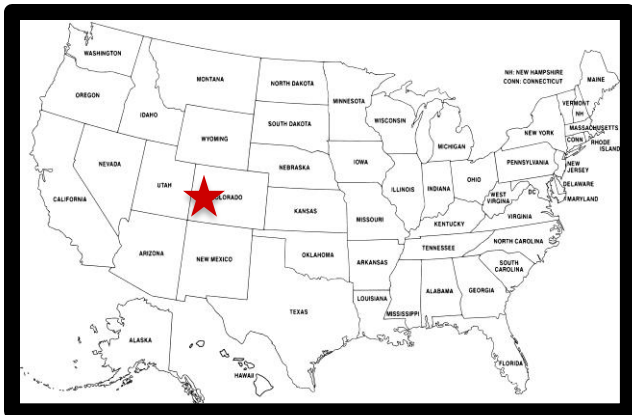 WASHINGTON
OREGON
IDAHO
MONTANA
NORTH DAKOTA
SOUTH DAKOTA
WYOMING
NEBRASKA
NEVADA
UTAH
OLORADO
KANSAS
CALIFORNIA
ARIZONA
NEW MEXICO
OKLAHOMA
TEXAS
MINNESOTA
IOWA
MISSOURI
ARKANSAS
LOUISIANA
WISCONSIN
ILLINOIS
MICHIGAN
INDIANA
OHIO
KENTUCKY
TENNESSEE
MISSISSIPPI
ALABAMA
GEORGIA
FLORIDA
SOUTH
CAROLINA
NORTH CAROLINA
VIRGINIA
WEST
VIRGINIA
DC
MARYLAND
DELAWARE
NEW
JERSEY
PENNSYLVANIA
NEW YORK
CONN
RHODE
ISLAND
MASSACHUSETTS
VERMONT
NH
MAINE
NH: NEW HAMPSHIRE
CONN: CONNECTICUT
ALASKA
HAWAII